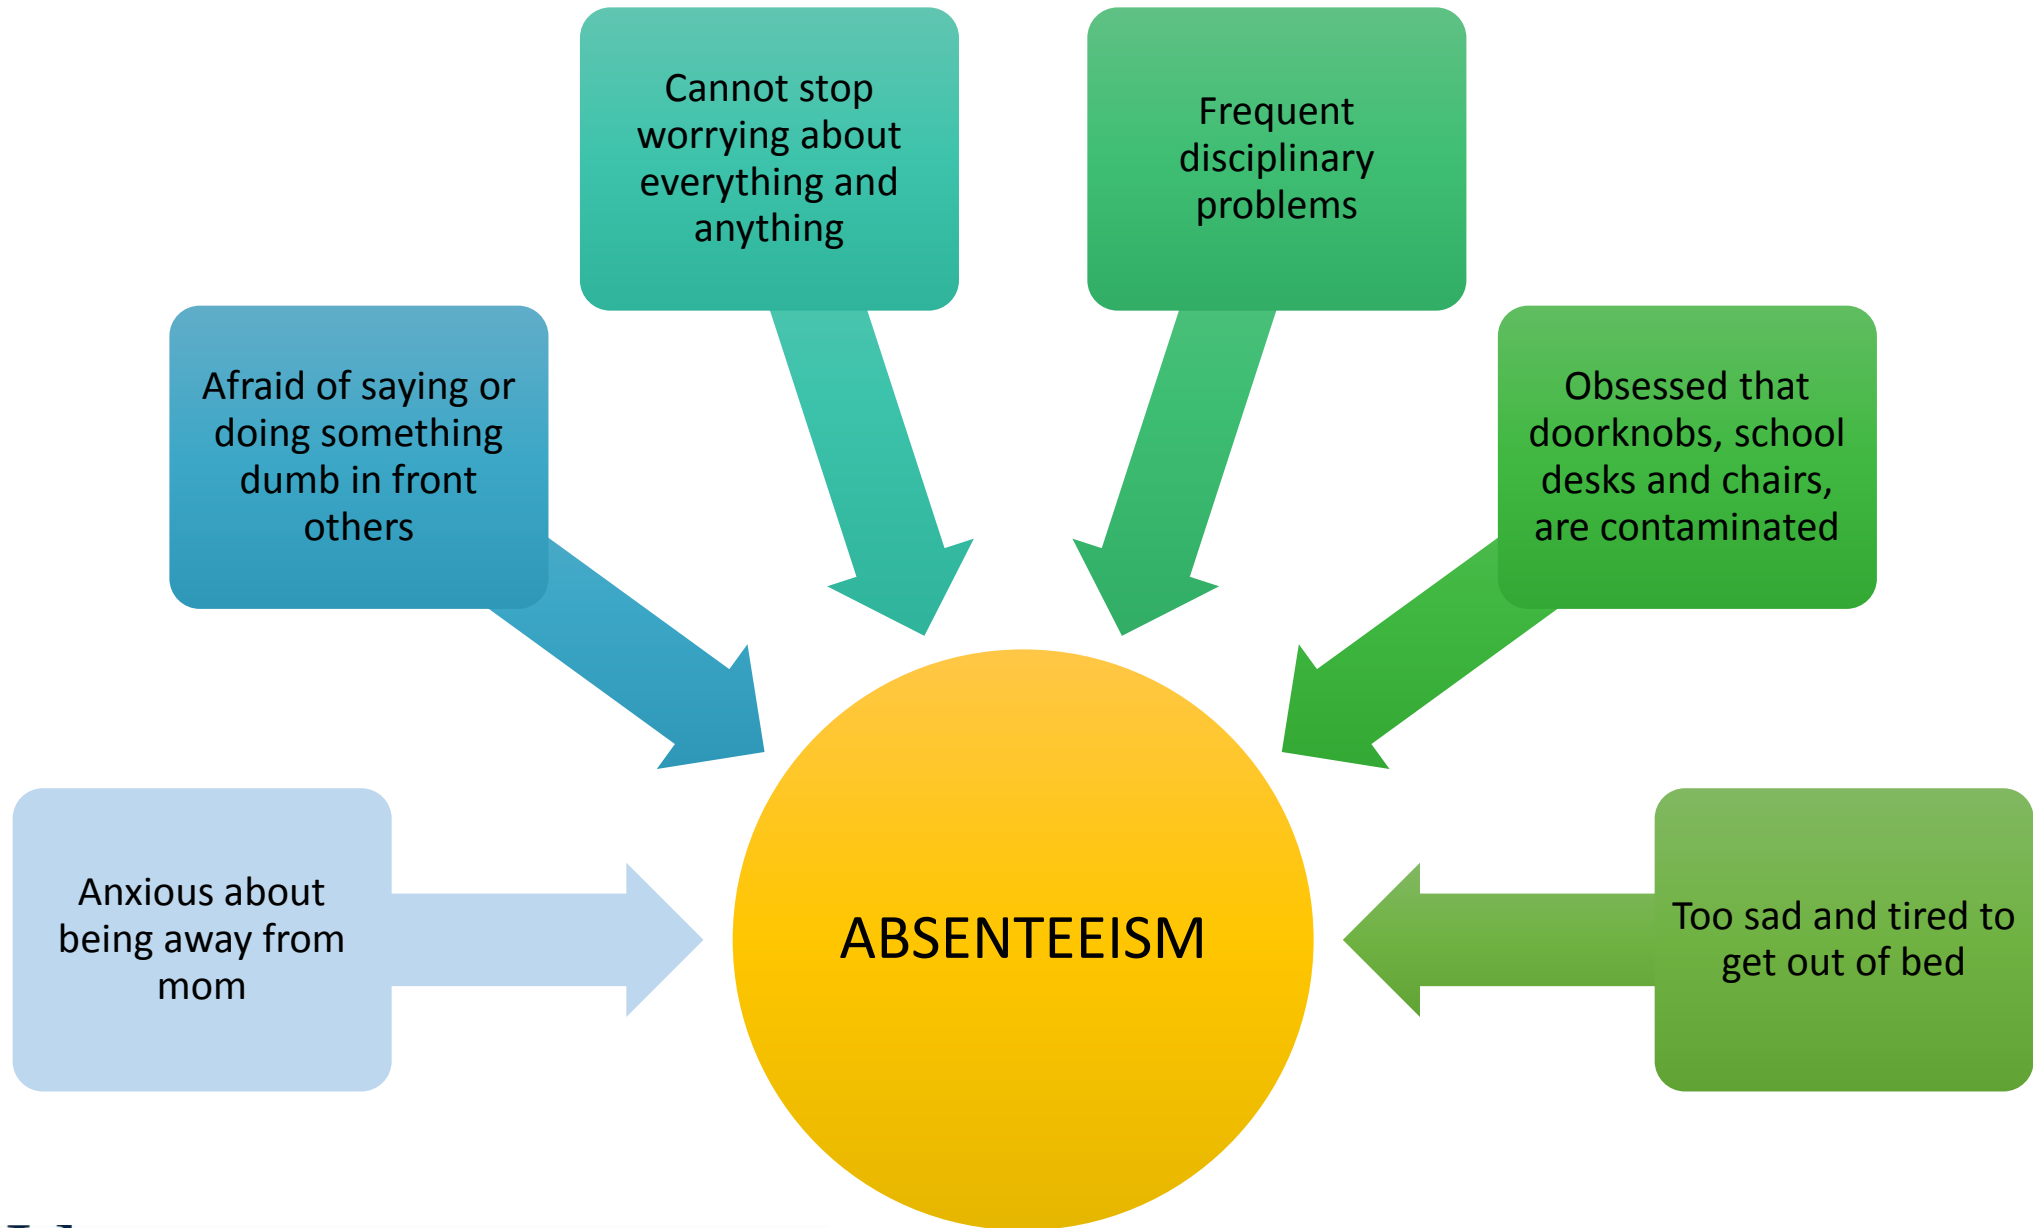 Cannot stop
worrying about
everything and
anything
Frequent
disciplinary
problems
Afraid of saying or
doing something
dumb in front
others
Obsessed that
doorknobs, school
desks and chairs,
are contaminated
Anxious about
being away from
mom
ABSENTEEISM
Too sad and tired to
get out of bed